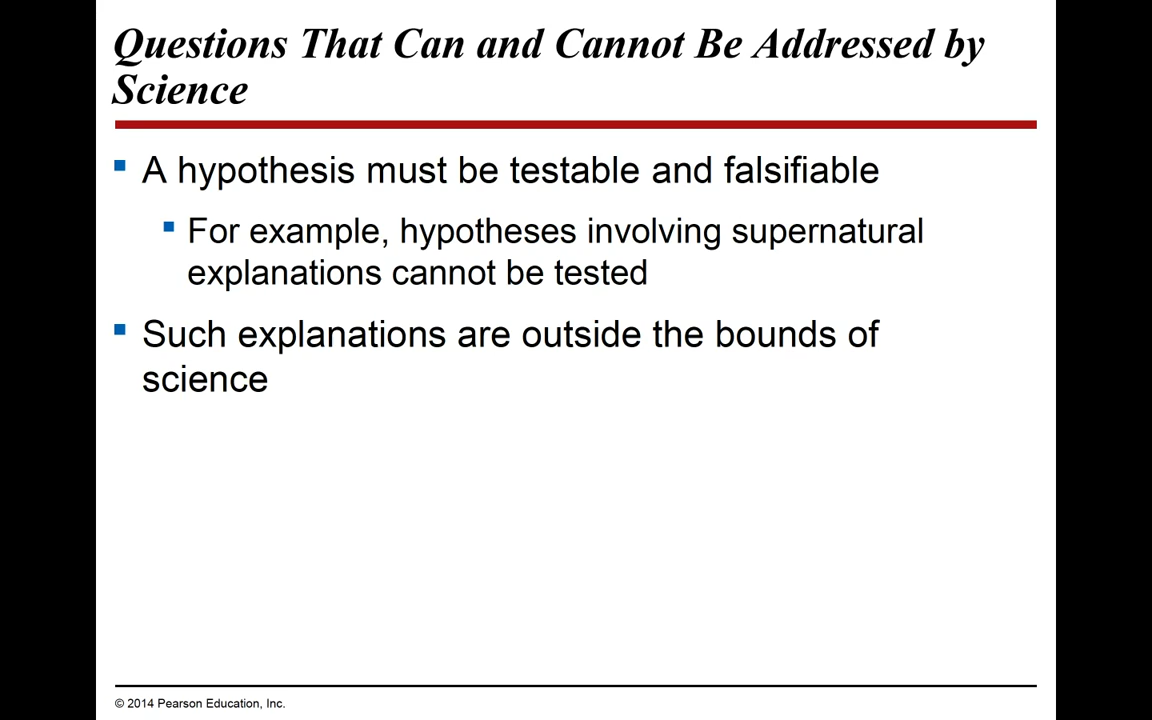 Questions That Can and Cannot Be Addressed by
Science
A hypothesis must be testable and falsifiable
For example, hypotheses involving supernatural
explanations cannot be tested
Such explanations are outside the bounds of
science
© 2014 Pearson Education, Inc.